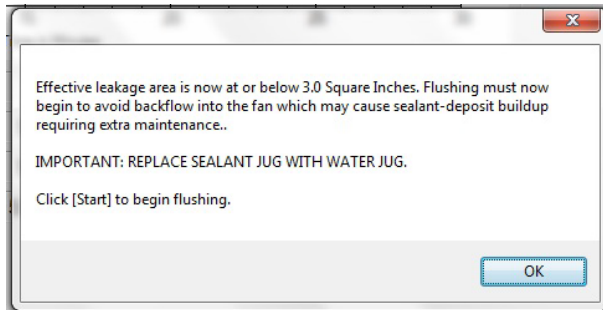 Effective leakage area is now at or below 3.0 Square Inches. Flushing must now
begin to avoid backflow into the fan which may cause sealant-deposit buildup
requiring extra maintenance..
IMPORTANT: REPLACE SEALANT JUG WITH WATER JUG.
Click [Start] to begin flushing.
OK